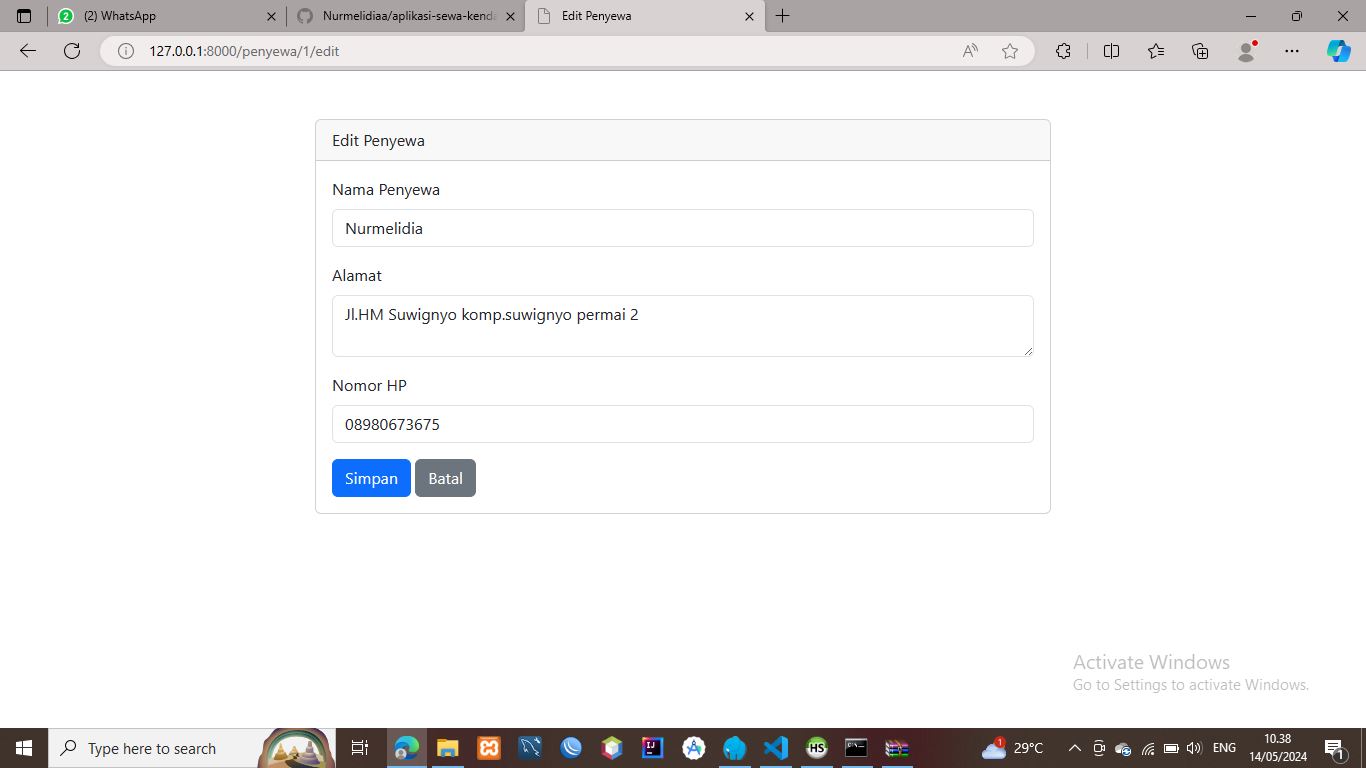 (2) WhatsApp
Nurmelidiaa/aplikasi-sewa-kenda
Edit Penyewa
127.0.0.1:8000/penyewa/1/edit
Edit Penyewa
Nama Penyewa
Nurmelidia
Alamat
Jl.HM Suwignyo komp.suwignyo permai 2
Nomor HP
08980673675
Simpan
Batal
Activate Windows
Go to Settings to activate Windows.
Type here to search
29°C
ENG
10.38
14/05/2024